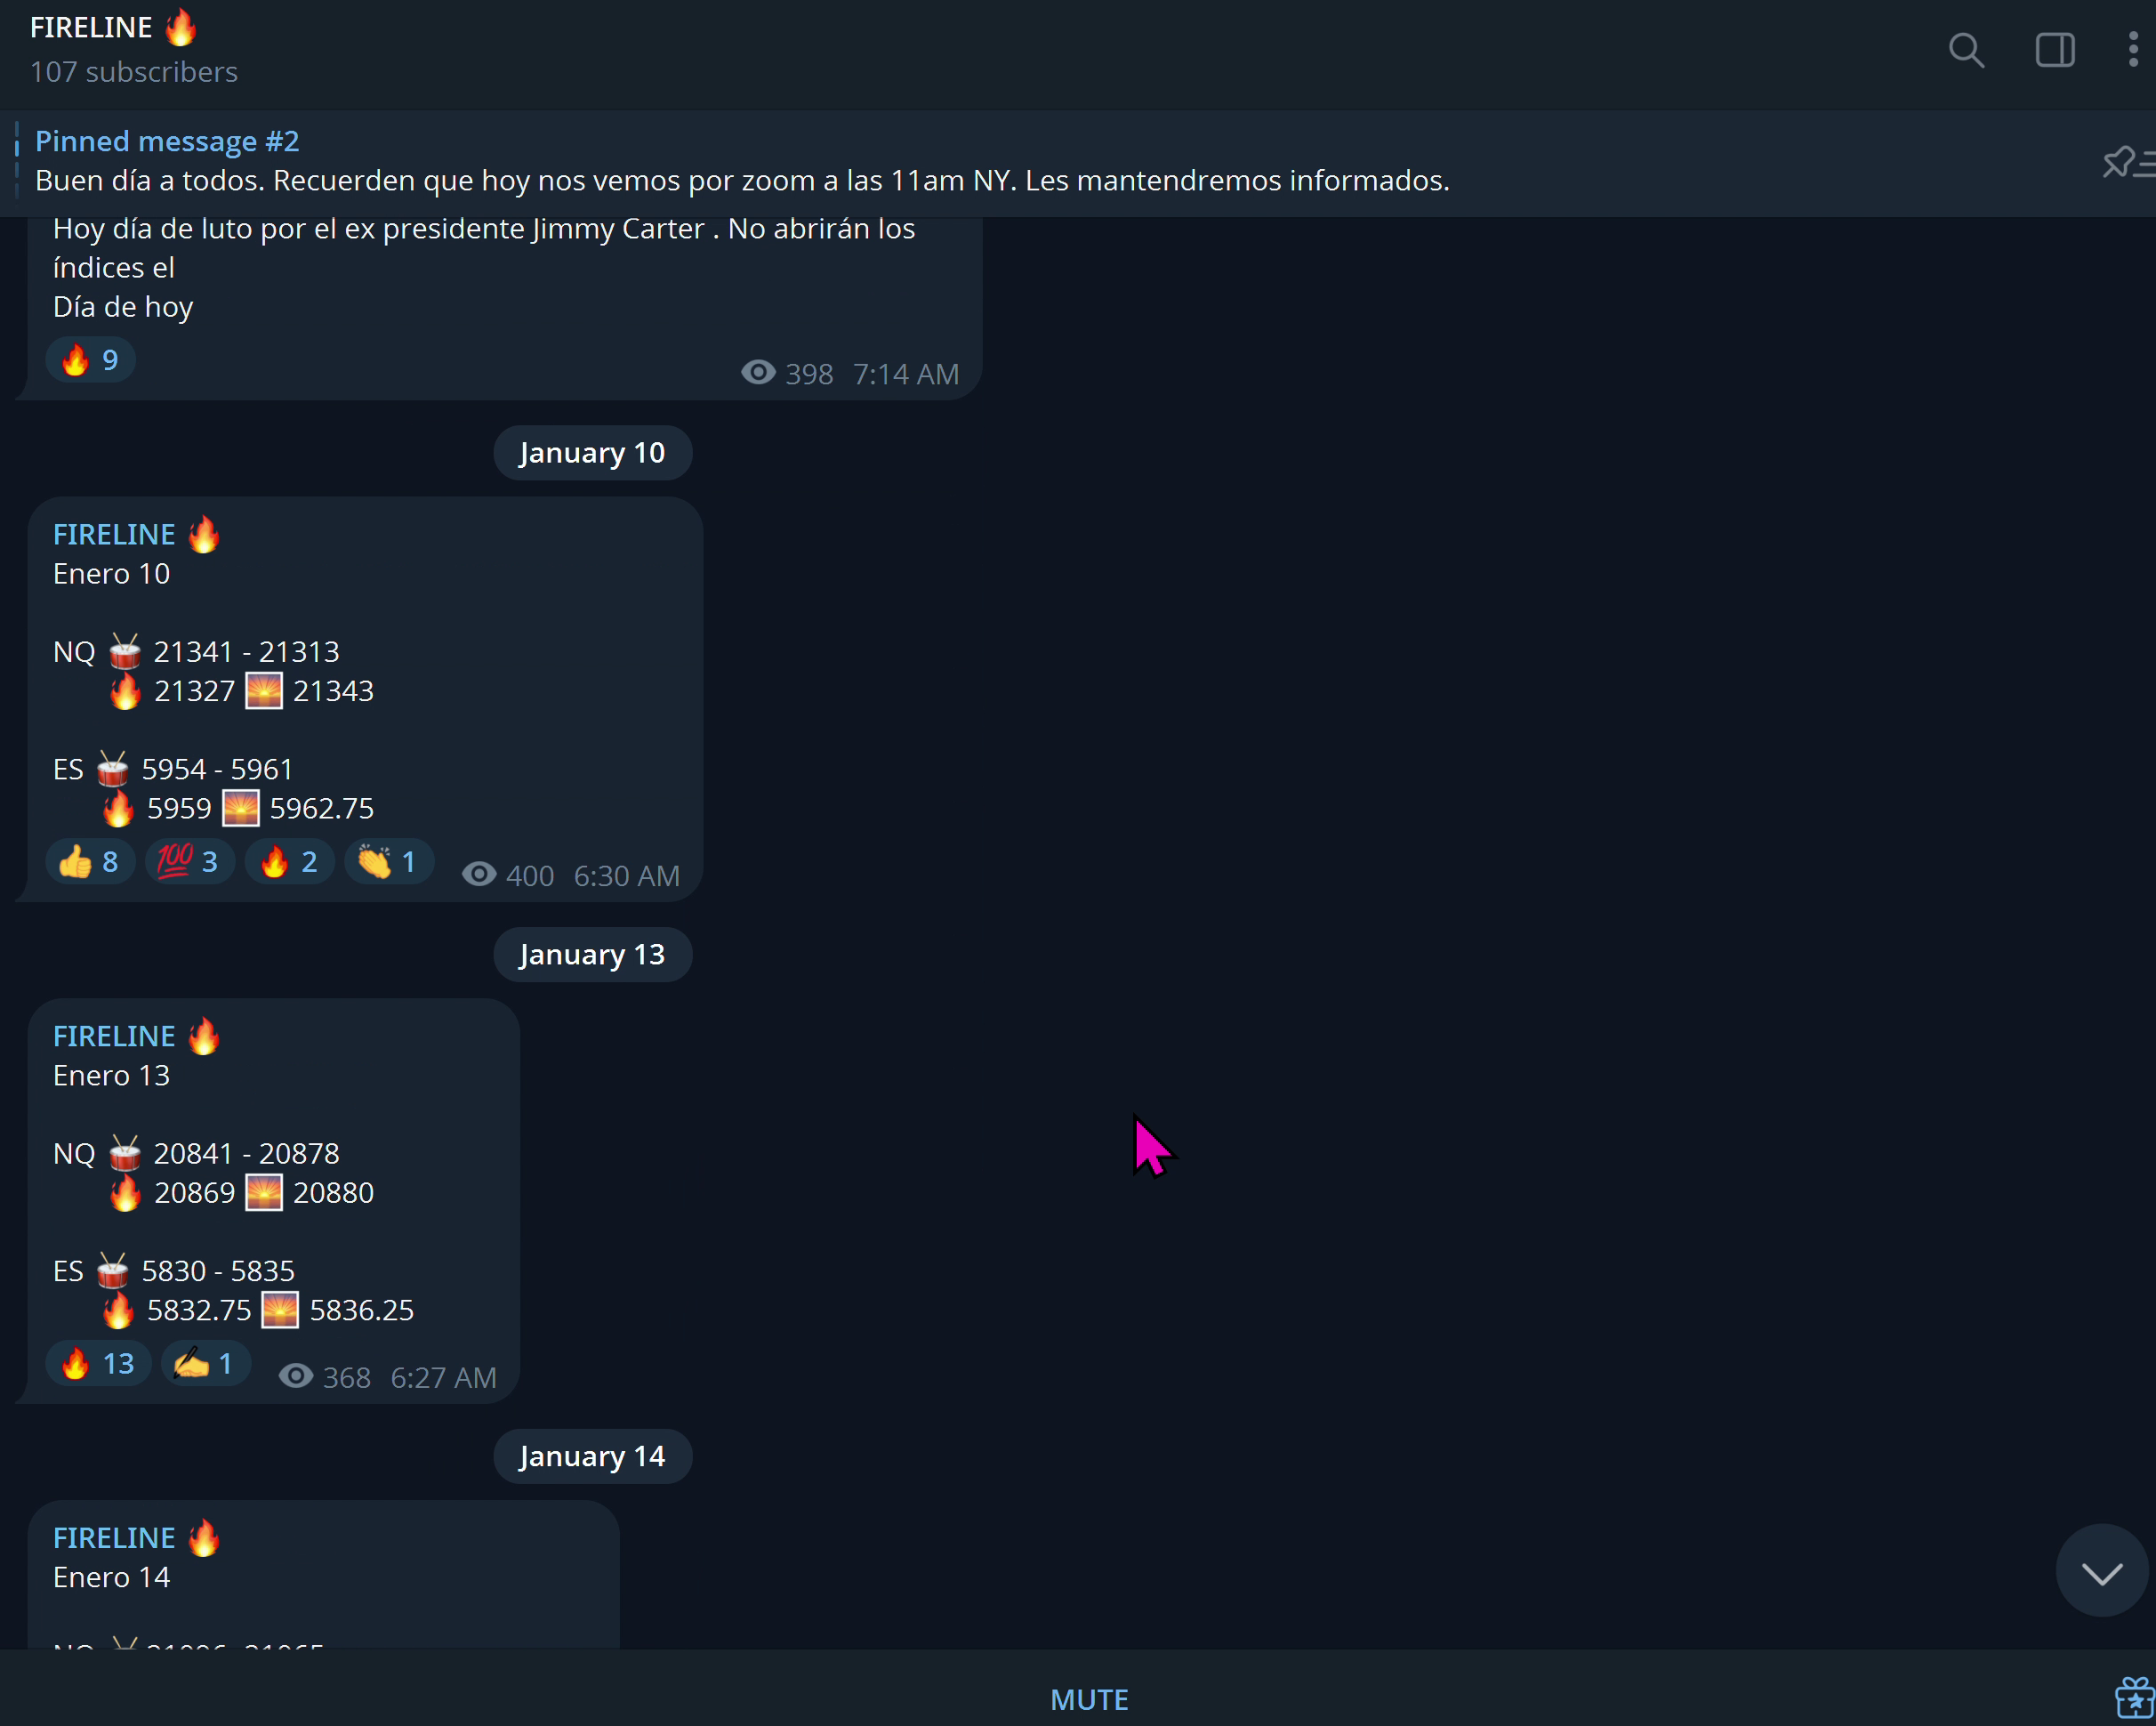 FIRELINE 🔥
107 subscribers
Pinned message #2
Buen día a todos. Recuerden que hoy nos vemos por zoom a las 11am NY. Les mantendremos informados.
Hoy día de luto por el ex presidente Jimmy Carter . No abrirán los
índices el
Día de hoy
🔥 9
398 7:14 AM
January 10
FIRELINE 🔥
Enero 10
NQ 🥁 21341 - 21313
🔥 21327 🌅 21343
ES 🥁 5954 - 5961
🔥 5959 🌅 5962.75
👍 8 💯 3 🔥 2 👏 1 400 6:30 AM
January 13
FIRELINE 🔥
Enero 13
NQ 🥁 20841 - 20878
🔥 20869 🌅 20880
ES 🥁 5830 - 5835
🔥 5832.75 🌅 5836.25
🔥 13 ✍️ 1 368 6:27 AM
January 14
FIRELINE 🔥
Enero 14
MUTE